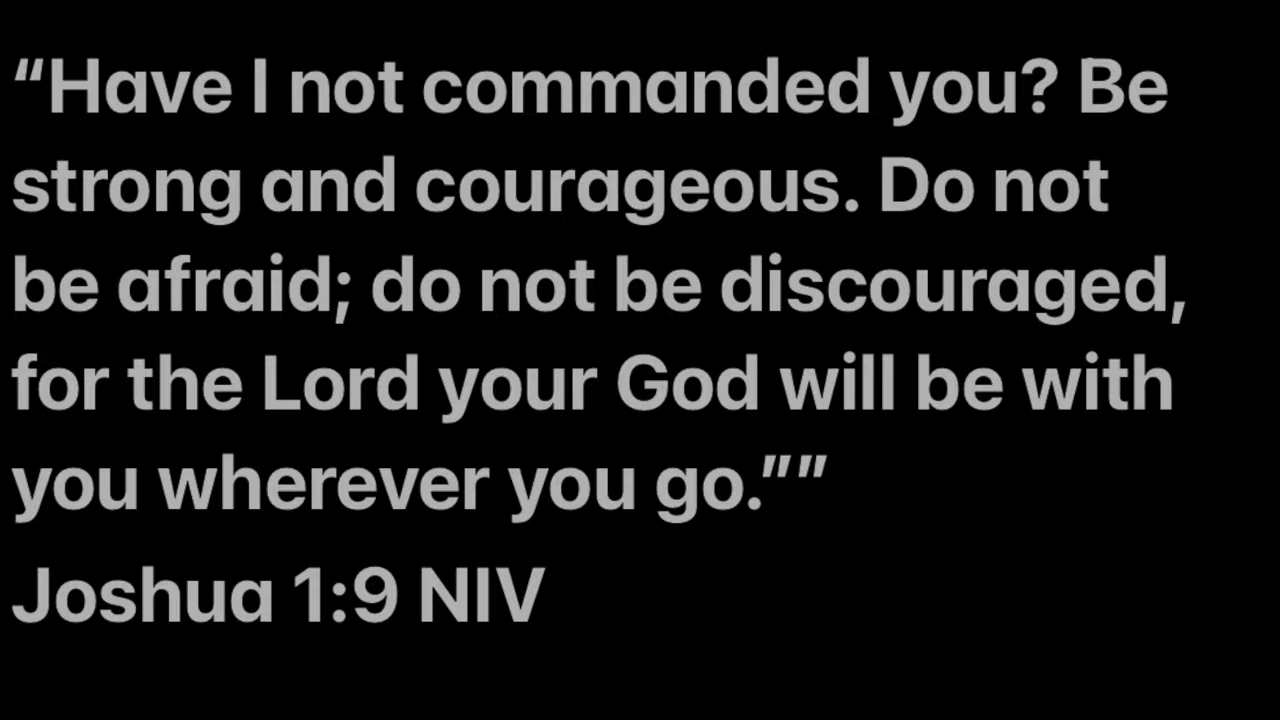 “Have I not commanded you? Be
strong and courageous. Do not
be afraid; do not be discouraged,
for the Lord your God will be with
you wherever you go.””
Joshua 1:9 NIV